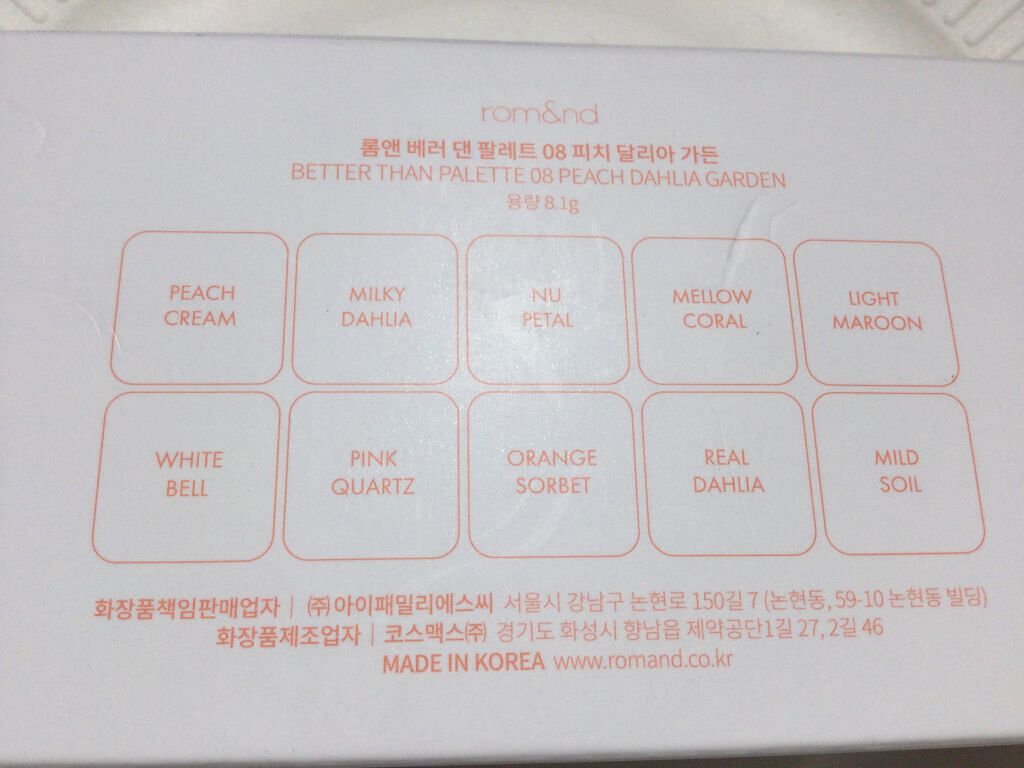 rom&nd
롬앤 베러 댄 팔레트 08 피치 달리아 가든
BETTER THAN PALETTE 08 PEACH DAHLIA GARDEN
용량 8.1g
PEACH
CREAM
MILKY
DAHLIA
NU
PETAL
MELLOW
CORAL
LIGHT
MAROON
WHITE
BELL
PINK
QUARTZ
ORANGE
SORBET
REAL
DAHLIA
MILD
SOIL
화장품책임판매업자 | ㈜아이패밀리에스씨 서울시 강남구 논현로 150길 7 (논현동, 59-10 논현동 빌딩)
화장품제조업자 | 코스맥스㈜ 경기도 화성시 향남읍 제약공단1길 27, 2길 46
MADE IN KOREA www.romand.co.kr